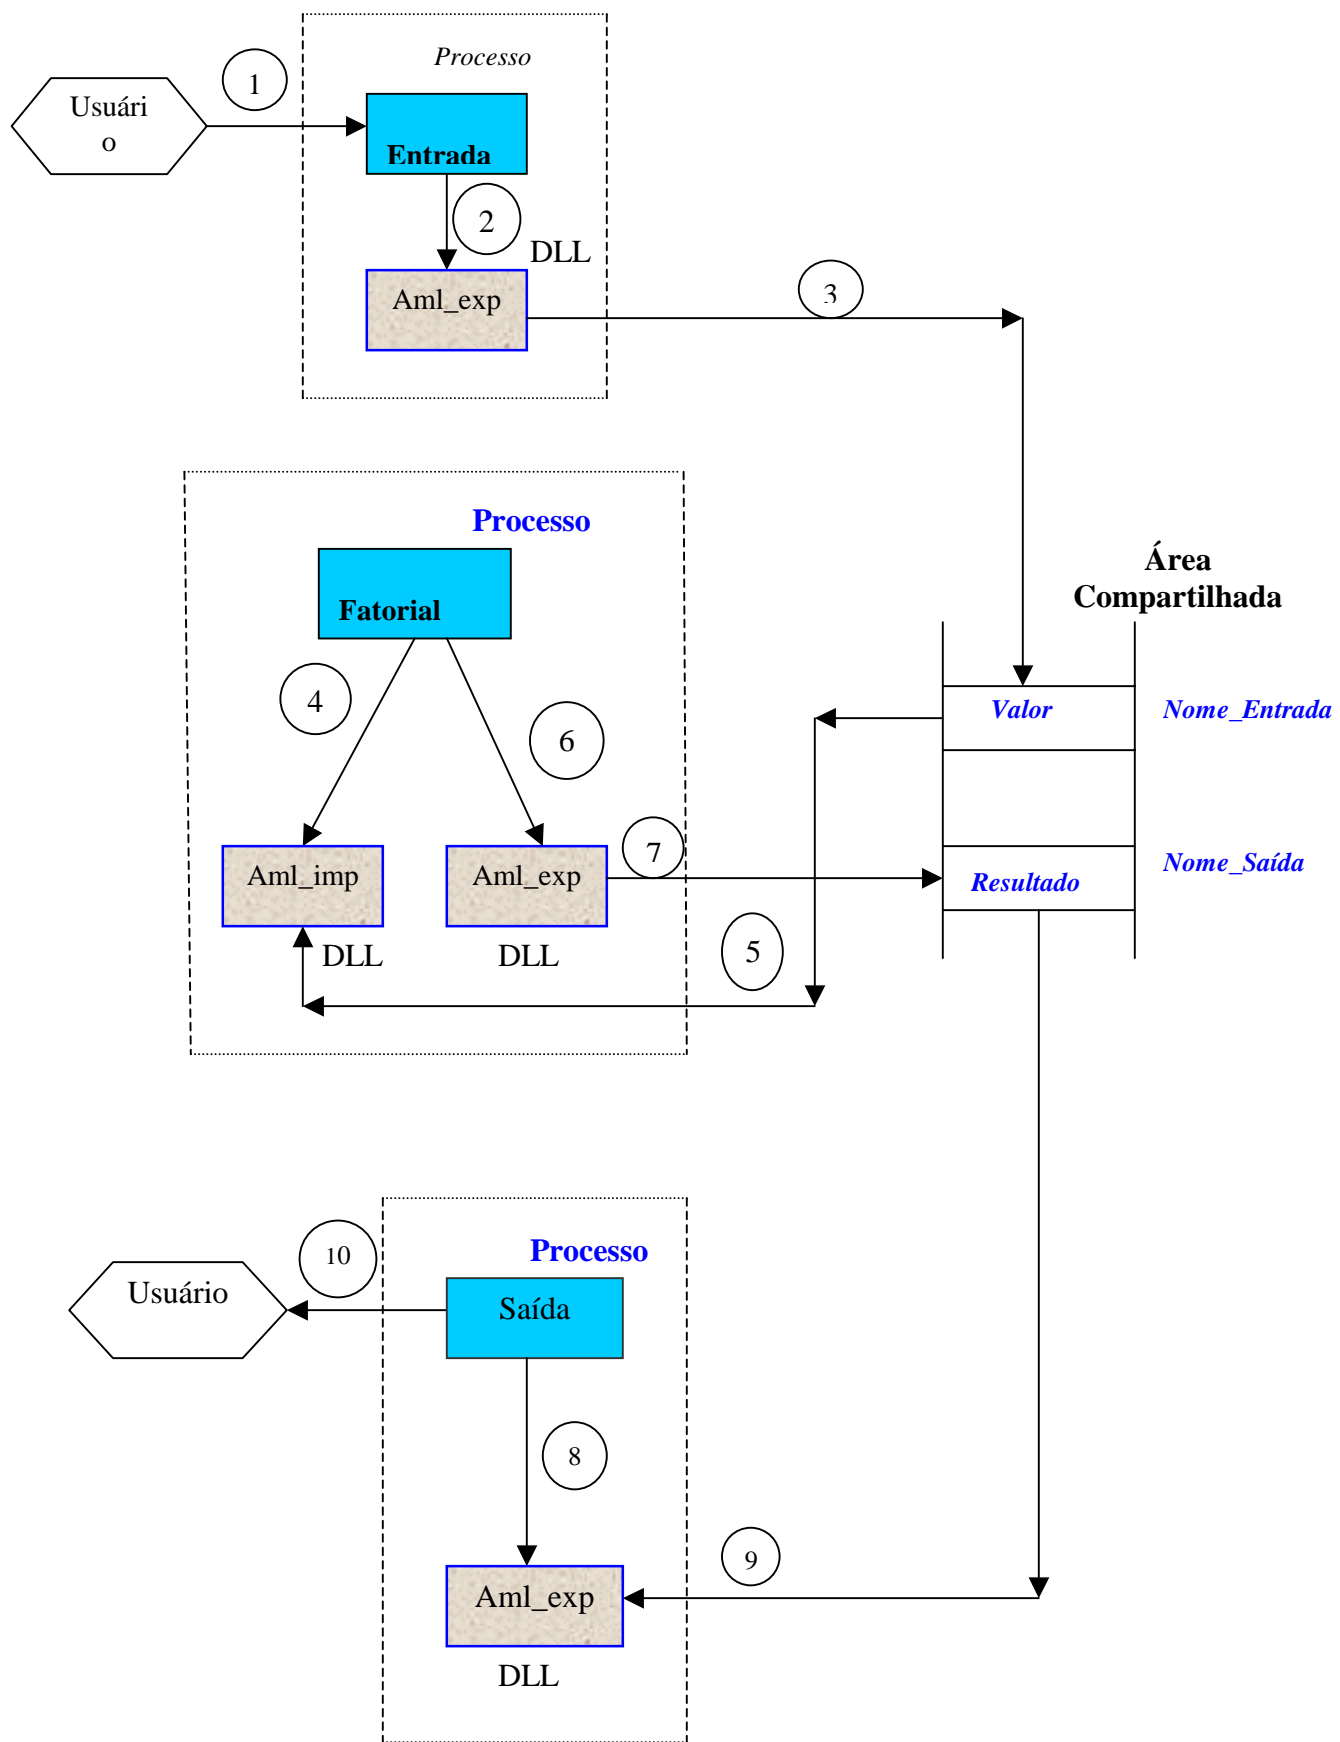 Processo
1
Usuári
o
Entrada
2
DLL
Aml_exp
3
Processo
Fatorial
Área
Compartilhada
4
6
Valor
Nome_Entrada
7
Aml_imp
Aml_exp
Resultado
Nome_Saída
DLL
DLL
5
Processo
10
Usuário
Saída
8
9
Aml_exp
DLL